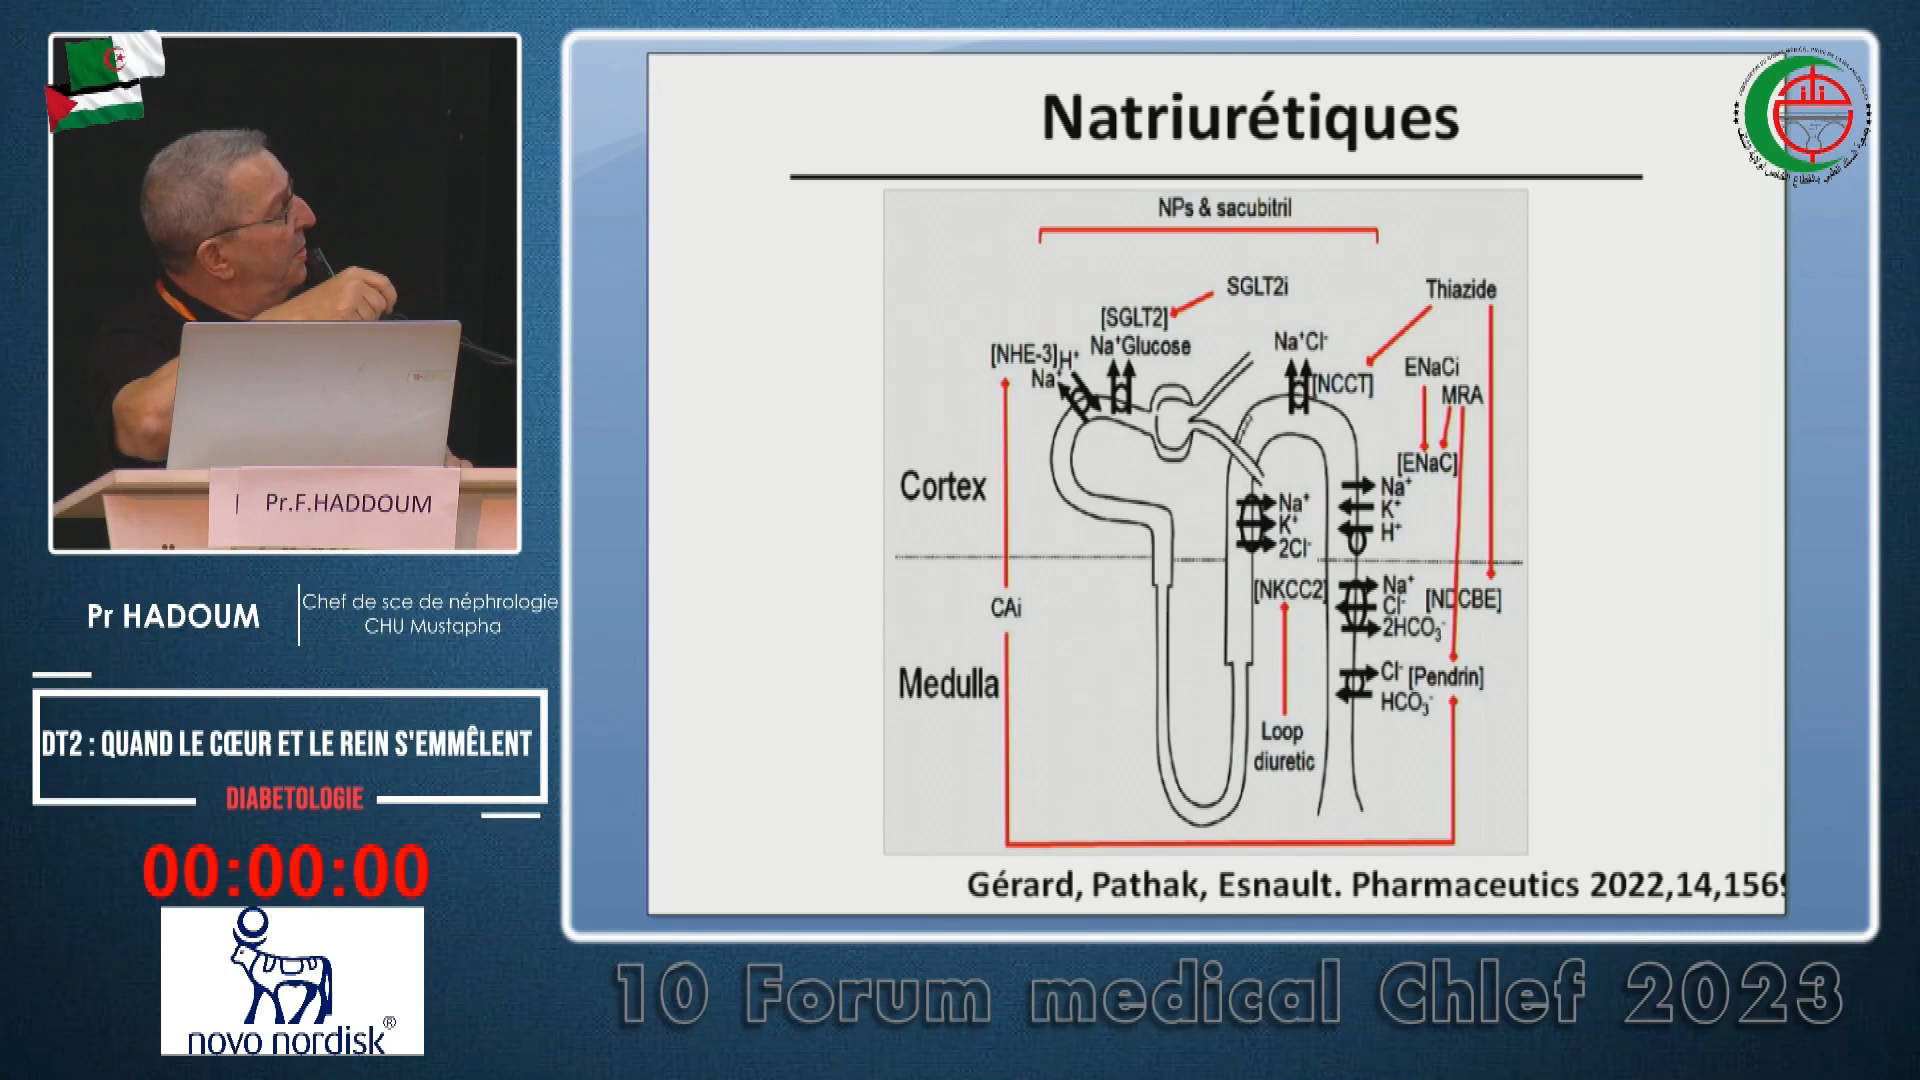 Pr.F.HADDOUM
Pr HADOUM
Chef de sce de néphrologie
CHU Mustapha
DT2 : QUAND LE CŒUR ET LE REIN S'EMMÊLENT
DIABETOLOGIE
00:00:00
novo nordisk®
Natriurétiques
NPs & sacubitril
SGLT2i
Thiazide
[SGLT2]
Na⁺Glucose
[NHE-3]
H⁺
Na⁺
Na⁺Cl⁻
[NCCT]
ENaCi
MRA
[ENaC]
Cortex
Na⁺
K⁺
2Cl⁻
Na⁺
K⁺
H⁺
[NKCC2]
CAi
Na⁺
Cl⁻
2HCO₃⁻
[NDCBE]
Medulla
Cl⁻
HCO₃⁻
[Pendrin]
Loop
diuretic
Gérard, Pathak, Esnault. Pharmaceutics 2022,14,156
10 Forum medical Chlef 2023